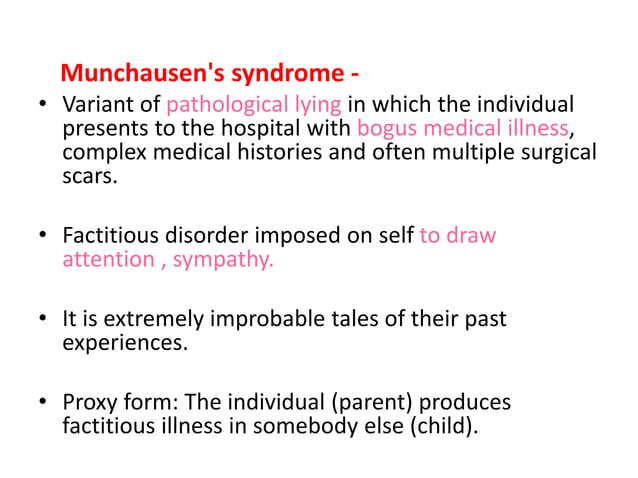 Munchausen's syndrome -
• Variant of pathological lying in which the individual
presents to the hospital with bogus medical illness,
complex medical histories and often multiple surgical
scars.
• Factitious disorder imposed on self to draw
attention , sympathy.
• It is extremely improbable tales of their past
experiences.
• Proxy form: The individual (parent) produces
factitious illness in somebody else (child).